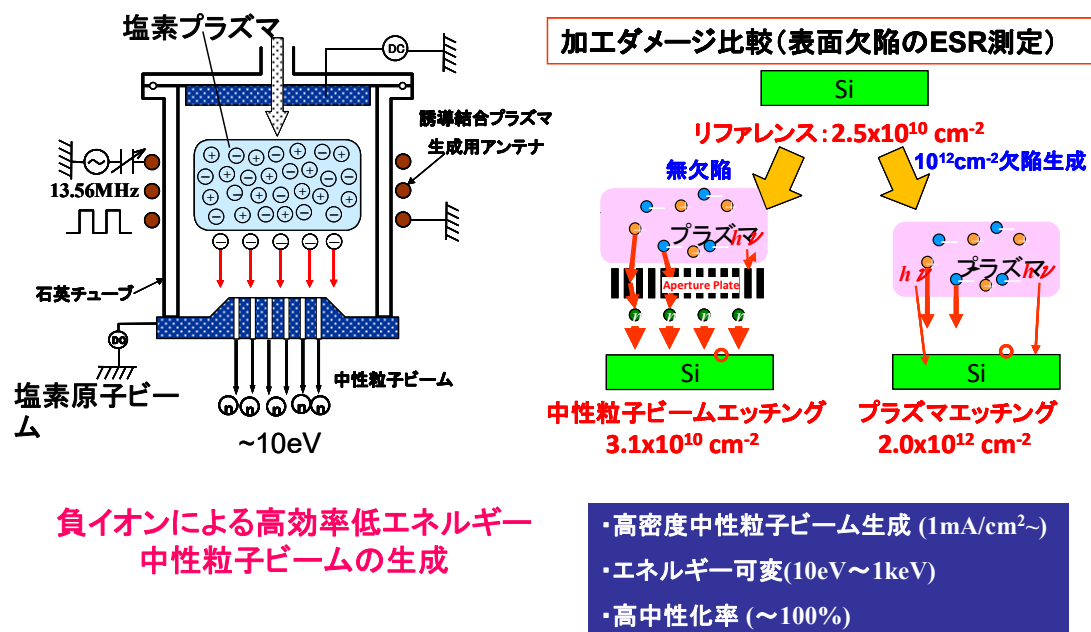 塩素プラズマ
DC
誘導結合プラズマ
生成用アンテナ
13.56MHz
石英チューブ
DC
中性粒子ビーム
塩素原子ビー
ム
n n n n n
~10eV
負イオンによる高効率低エネルギー
中性粒子ビームの生成
加工ダメージ比較(表面欠陥のESR測定)
Si
リファレンス:2.5x10¹⁰ cm⁻²
無欠陥
10¹²cm⁻²欠陥生成
プラズマ
hν
Aperture Plate
n n n n
Si
中性粒子ビームエッチング
3.1x10¹⁰ cm⁻²
hν プラズマ hν
Si
プラズマエッチング
2.0x10¹² cm⁻²
・高密度中性粒子ビーム生成 (1mA/cm²~)
・エネルギー可変(10eV～1keV)
・高中性化率 (～100%)